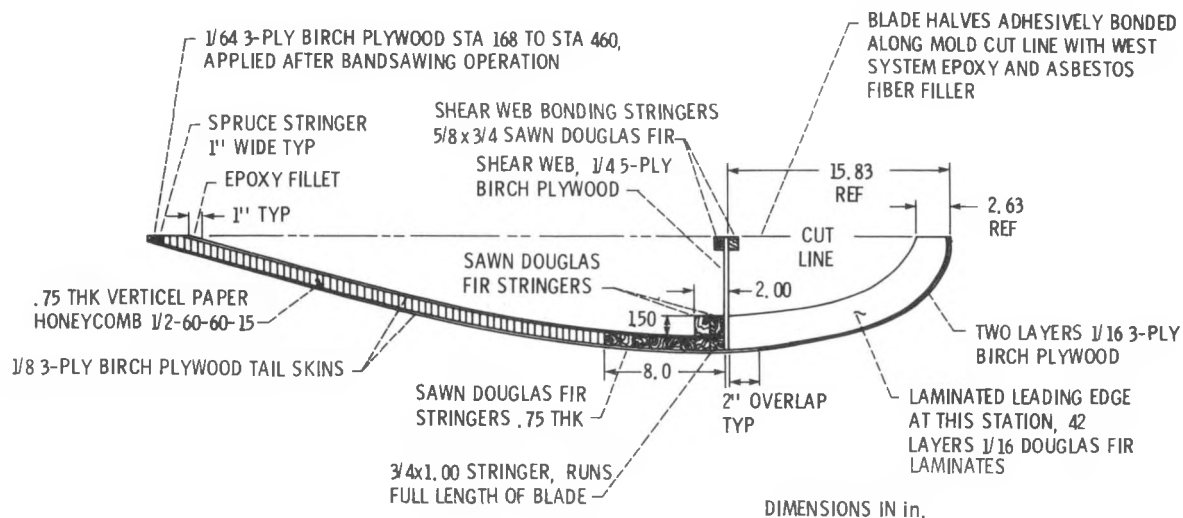 1/64 3-PLY BIRCH PLYWOOD STA 168 TO STA 460,
APPLIED AFTER BANDSAWING OPERATION
SPRUCE STRINGER
1" WIDE TYP
EPOXY FILLET
1" TYP
SHEAR WEB BONDING STRINGERS
5/8 x 3/4 SAWN DOUGLAS FIR
SHEAR WEB, 1/4 5-PLY
BIRCH PLYWOOD
BLADE HALVES ADHESIVELY BONDED
ALONG MOLD CUT LINE WITH WEST
SYSTEM EPOXY AND ASBESTOS
FIBER FILLER
15.83
REF
2.63
REF
CUT
LINE
SAWN DOUGLAS
FIR STRINGERS
2.00
150
.75 THK VERTICEL PAPER
HONEYCOMB 1/2-60-60-15
1/8 3-PLY BIRCH PLYWOOD TAIL SKINS
8.0
SAWN DOUGLAS FIR
STRINGERS .75 THK
2" OVERLAP
TYP
3/4x1.00 STRINGER, RUNS
FULL LENGTH OF BLADE
TWO LAYERS 1/16 3-PLY
BIRCH PLYWOOD
LAMINATED LEADING EDGE
AT THIS STATION, 42
LAYERS 1/16 DOUGLAS FIR
LAMINATES
DIMENSIONS IN in.